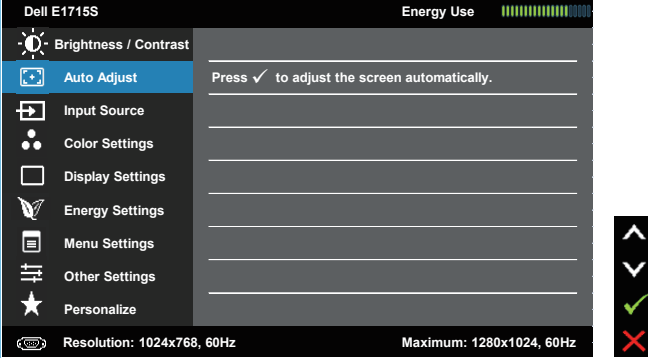 Dell E1715S Energy Use
Brightness / Contrast
Auto Adjust Press ✓ to adjust the screen automatically.
Input Source
Color Settings
Display Settings
Energy Settings
Menu Settings
Other Settings
Personalize
Resolution: 1024x768, 60Hz Maximum: 1280x1024, 60Hz